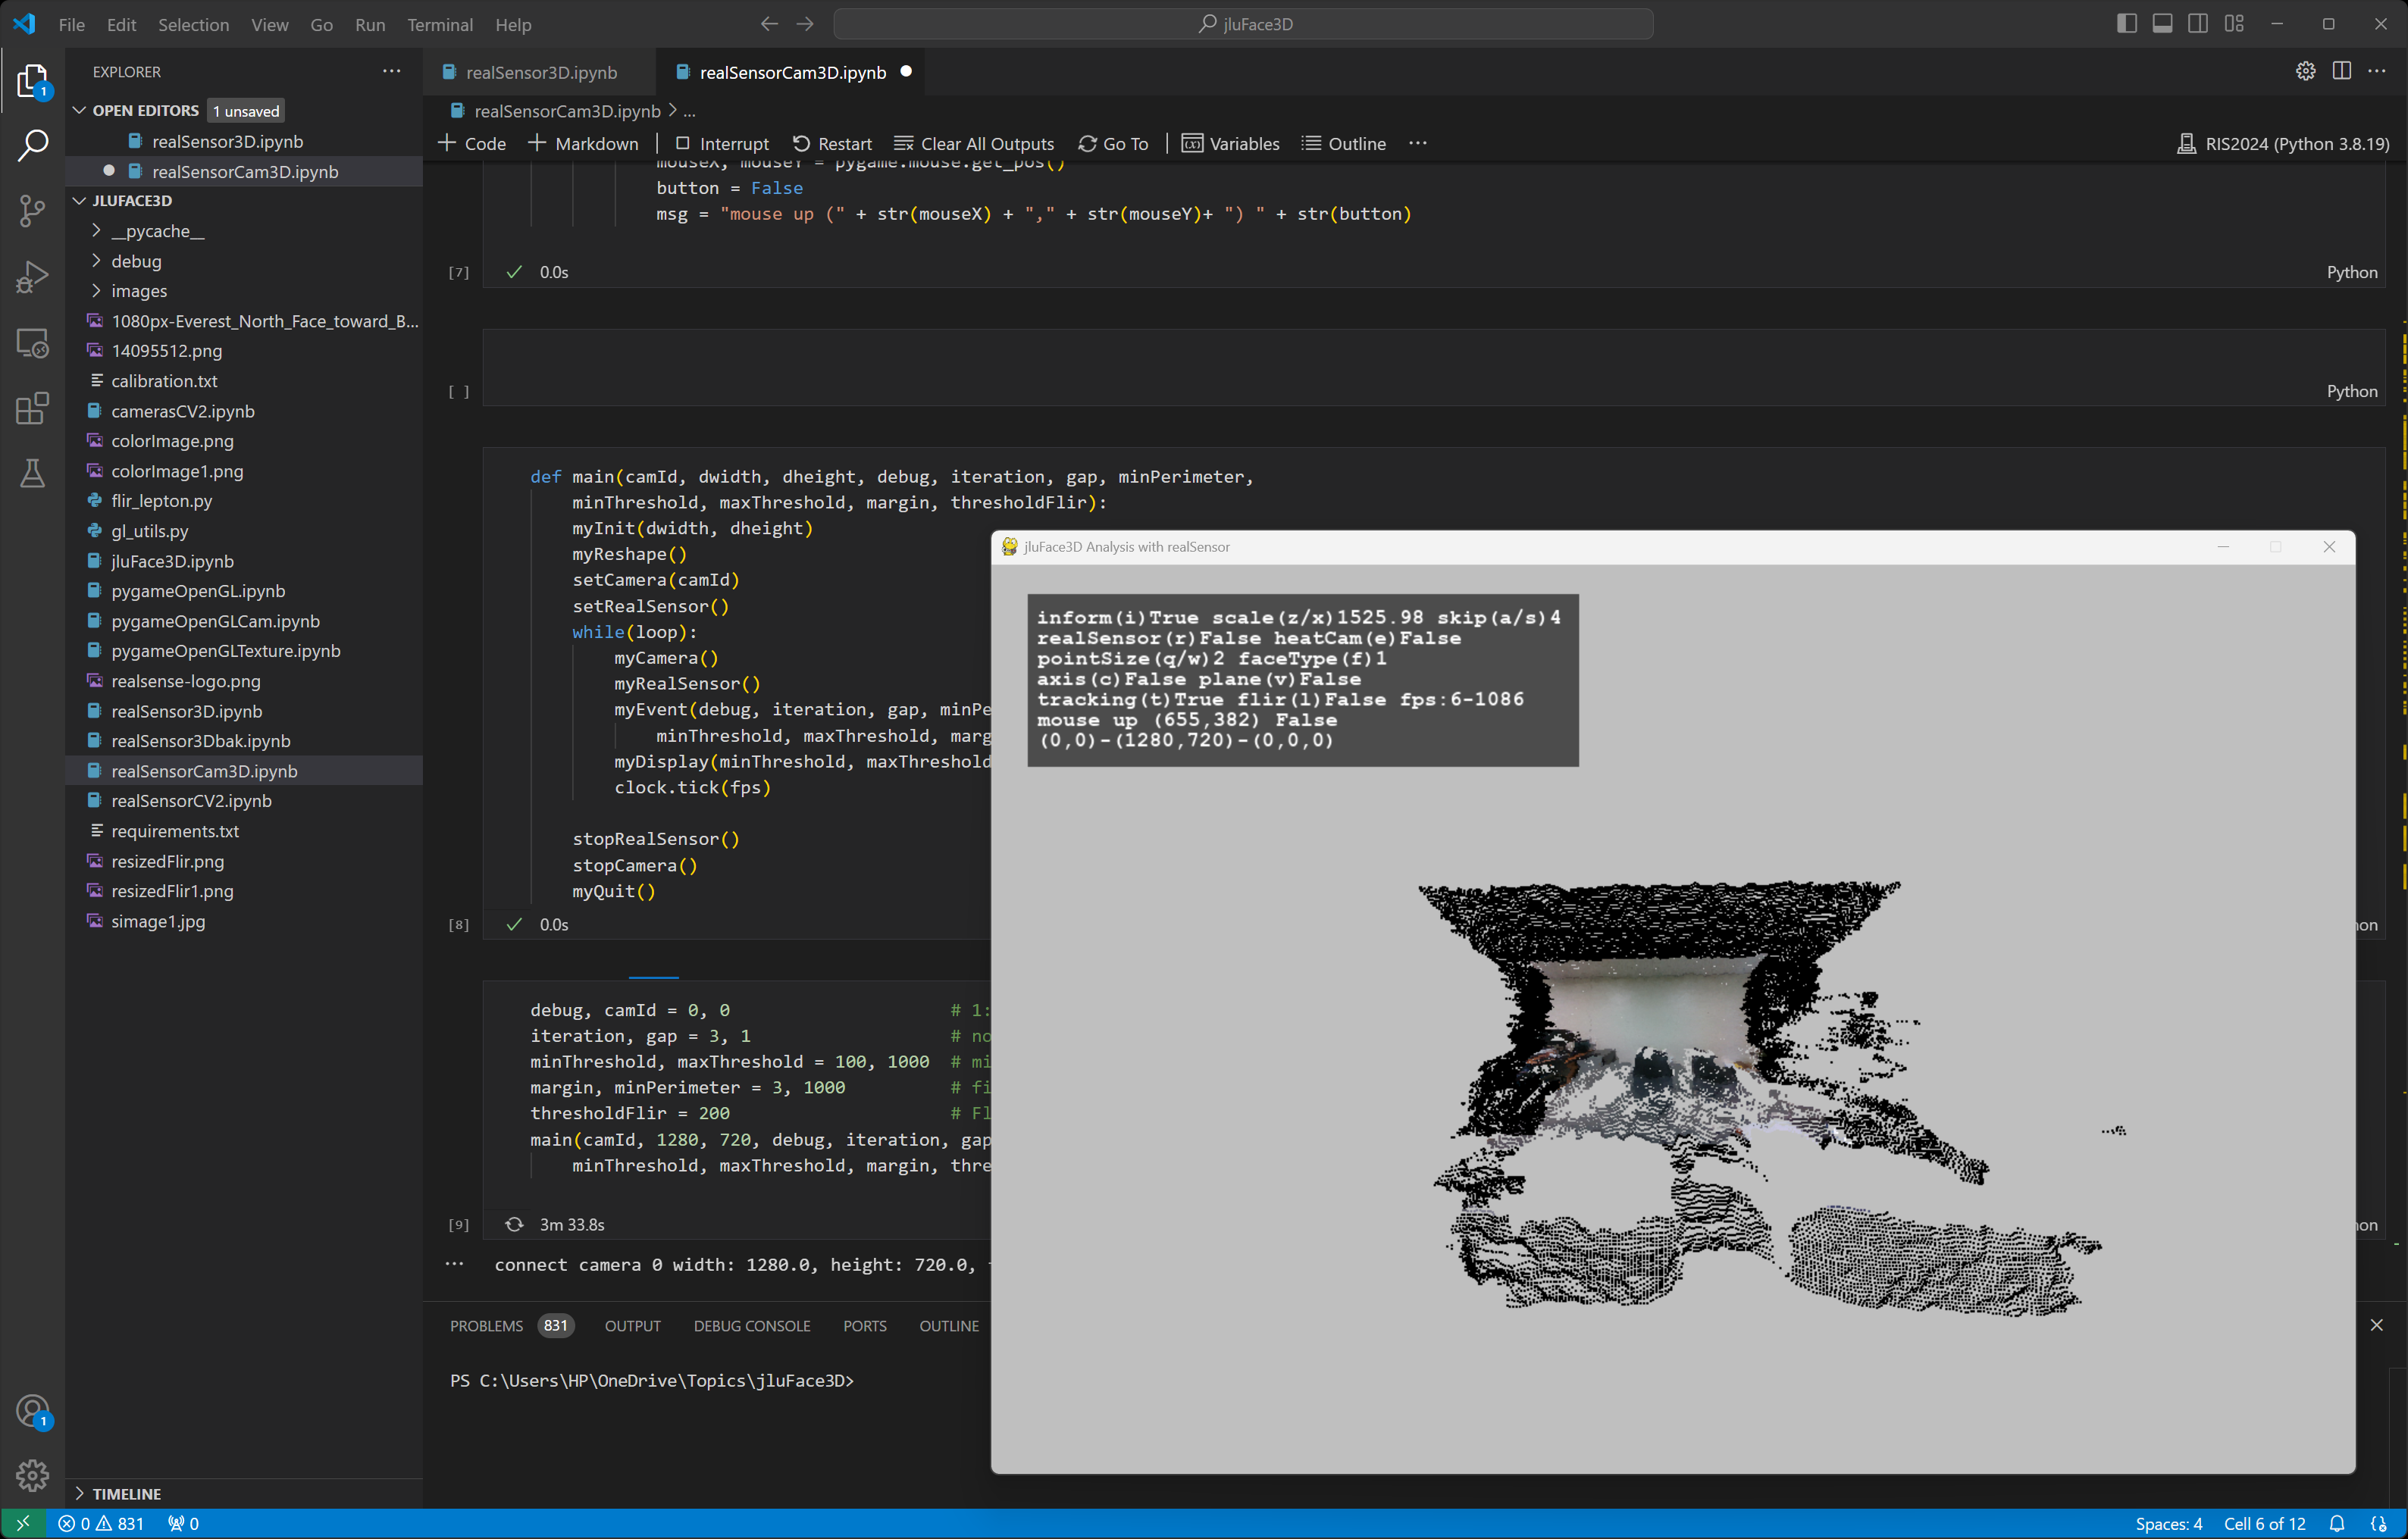 File Edit Selection View Go Run Terminal Help
jluFace3D
EXPLORER
OPEN EDITORS 1 unsaved
realSensor3D.ipynb
realSensorCam3D.ipynb
JLUFACE3D
__pycache__
debug
images
1080px-Everest_North_Face_toward_B...
14095512.png
calibration.txt
camerasCV2.ipynb
colorImage.png
colorImage1.png
flir_lepton.py
gl_utils.py
jluFace3D.ipynb
pygameOpenGL.ipynb
pygameOpenGLCam.ipynb
pygameOpenGLTexture.ipynb
realsense-logo.png
realSensor3D.ipynb
realSensor3Dbak.ipynb
realSensorCam3D.ipynb
realSensorCV2.ipynb
requirements.txt
resizedFlir.png
resizedFlir1.png
simage1.jpg
TIMELINE
1
1
realSensor3D.ipynb realSensorCam3D.ipynb
realSensorCam3D.ipynb > ...
Code Markdown Interrupt Restart Clear All Outputs Go To Variables Outline ... RIS2024 (Python 3.8.19)
mouseX, mouseY = pygame.mouse.get_pos()
button = False
msg = "mouse up (" + str(mouseX) + "," + str(mouseY)+ ") " + str(button)
[7] 0.0s Python
[ ] Python
def main(camId, dwidth, dheight, debug, iteration, gap, minPerimeter,
minThreshold, maxThreshold, margin, thresholdFlir):
myInit(dwidth, dheight)
myReshape()
setCamera(camId)
setRealSensor()
while(loop):
myCamera()
myRealSensor()
myEvent(debug, iteration, gap, minPe
minThreshold, maxThreshold, marg
myDisplay(minThreshold, maxThreshold
clock.tick(fps)
stopRealSensor()
stopCamera()
myQuit()
[8] 0.0s on
debug, camId = 0, 0 # 1:
iteration, gap = 3, 1 # no
minThreshold, maxThreshold = 100, 1000 # mi
margin, minPerimeter = 3, 1000 # fi
thresholdFlir = 200 # Fl
main(camId, 1280, 720, debug, iteration, gap
minThreshold, maxThreshold, margin, thre
[9] 3m 33.8s on
... connect camera 0 width: 1280.0, height: 720.0,
PROBLEMS 831 OUTPUT DEBUG CONSOLE PORTS OUTLINE
PS C:\Users\HP\OneDrive\Topics\jluFace3D>
jluFace3D Analysis with realSensor
inform(i)True scale(z/x)1525.98 skip(a/s)4
realSensor(r)False heatCam(e)False
pointSize(q/w)2 faceType(f)1
axis(c)False plane(v)False
tracking(t)True flir(l)False fps:6-1086
mouse up (655,382) False
(0,0)-(1280,720)-(0,0,0)
0 831 0 Spaces: 4 Cell 6 of 12